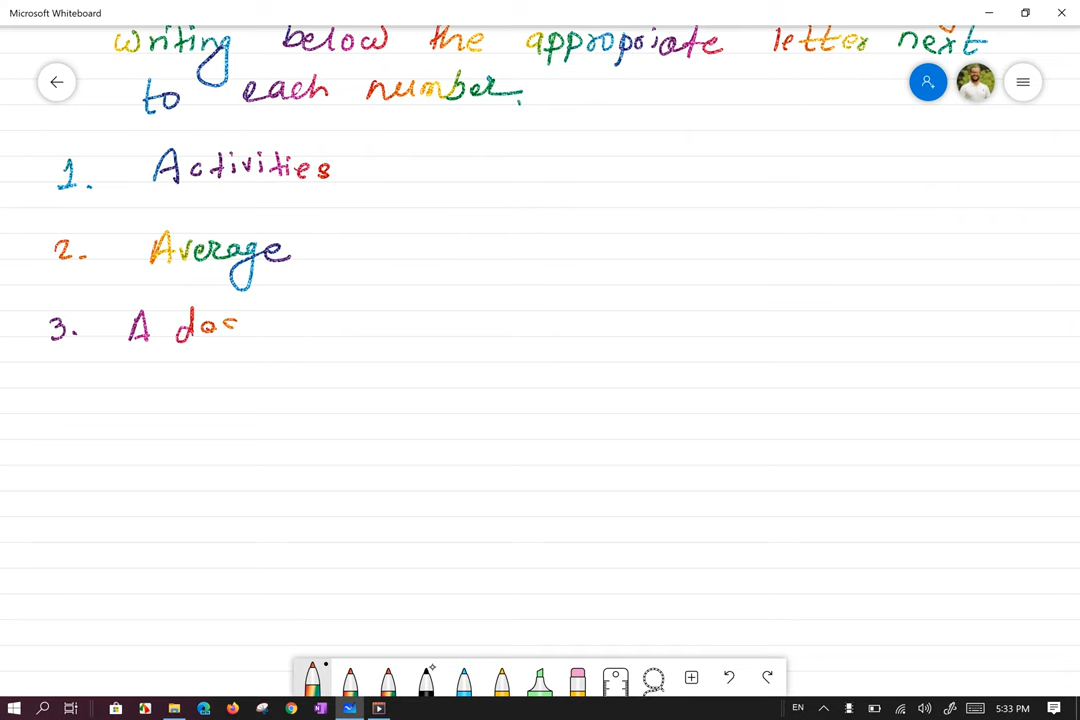 Microsoft Whiteboard
writing below the appropriate letter next
to each number.
1. Activities
2. Average
3. A doc
EN
5:33 PM